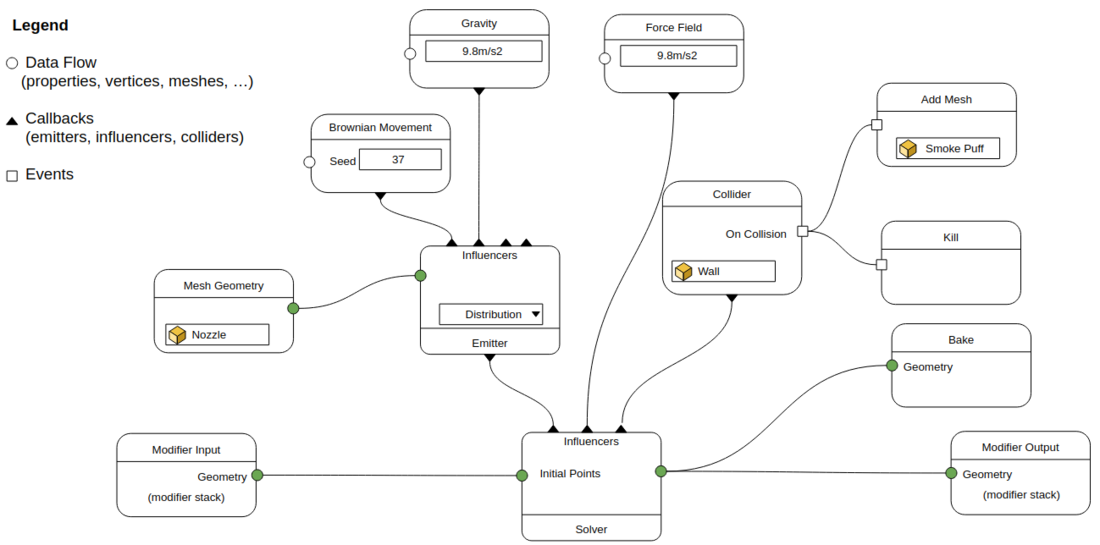 Legend
Data Flow
(properties, vertices, meshes, …)
Callbacks
(emitters, influencers, colliders)
Events
Gravity
9.8m/s2
Force Field
9.8m/s2
Brownian Movement
Seed 37
Add Mesh
Smoke Puff
Collider
On Collision
Wall
Kill
Influencers
Distribution
Emitter
Mesh Geometry
Nozzle
Bake
Geometry
Modifier Input
Geometry
(modifier stack)
Influencers
Initial Points
Solver
Modifier Output
Geometry
(modifier stack)